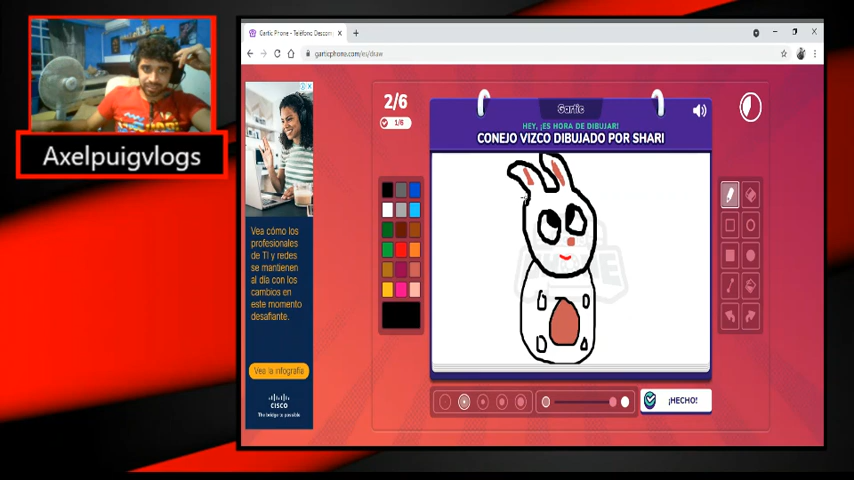 Gartic Phone - Teléfono Descom
garticphone.com/es/draw
Axelpuigvlogs
2/6
1/6
Gartic
HEY, ¡ES HORA DE DIBUJAR!
CONEJO VIZCO DIBUJADO POR SHARI
Vea cómo los
profesionales
de TI y redes
se mantienen
al día con los
cambios en
este momento
desafiante.
Vea la infografía
CISCO
The bridge to possible
¡HECHO!